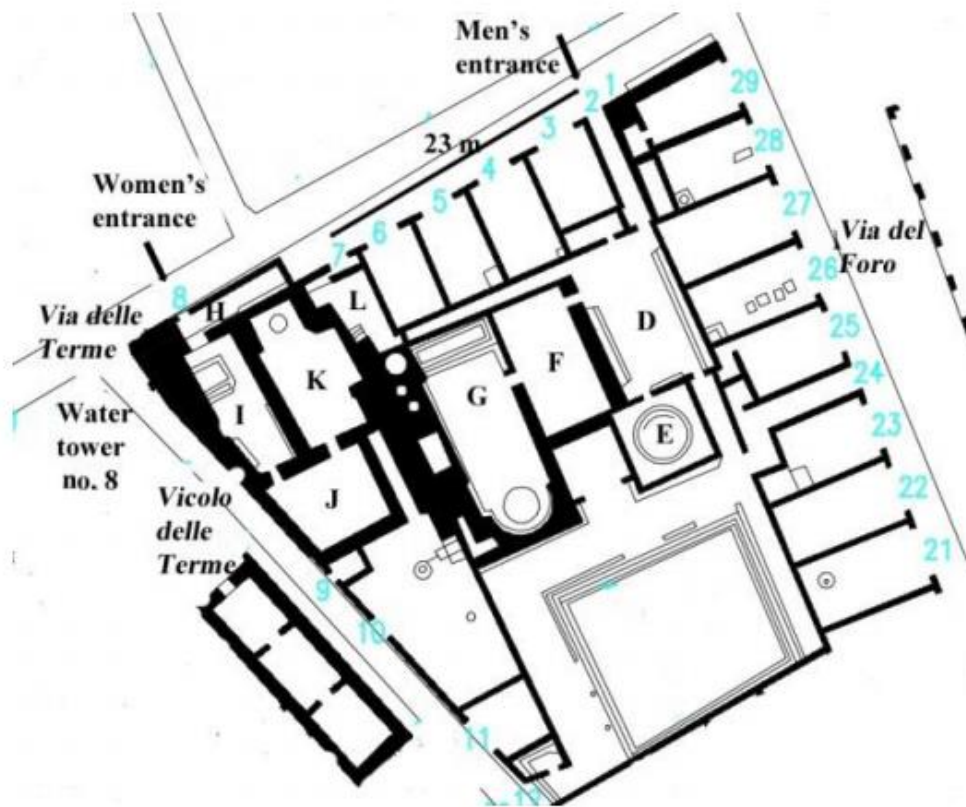 Men's
entrance
1
2
29
3
23 m
28
4
Women's
entrance
5
27
6
Via del
Foro
7
26
8
H
L
D
25
Via delle
Terme
24
K
F
G
23
I
E
Water
tower
no. 8
22
J
Vicolo
delle
Terme
21
9
10
11